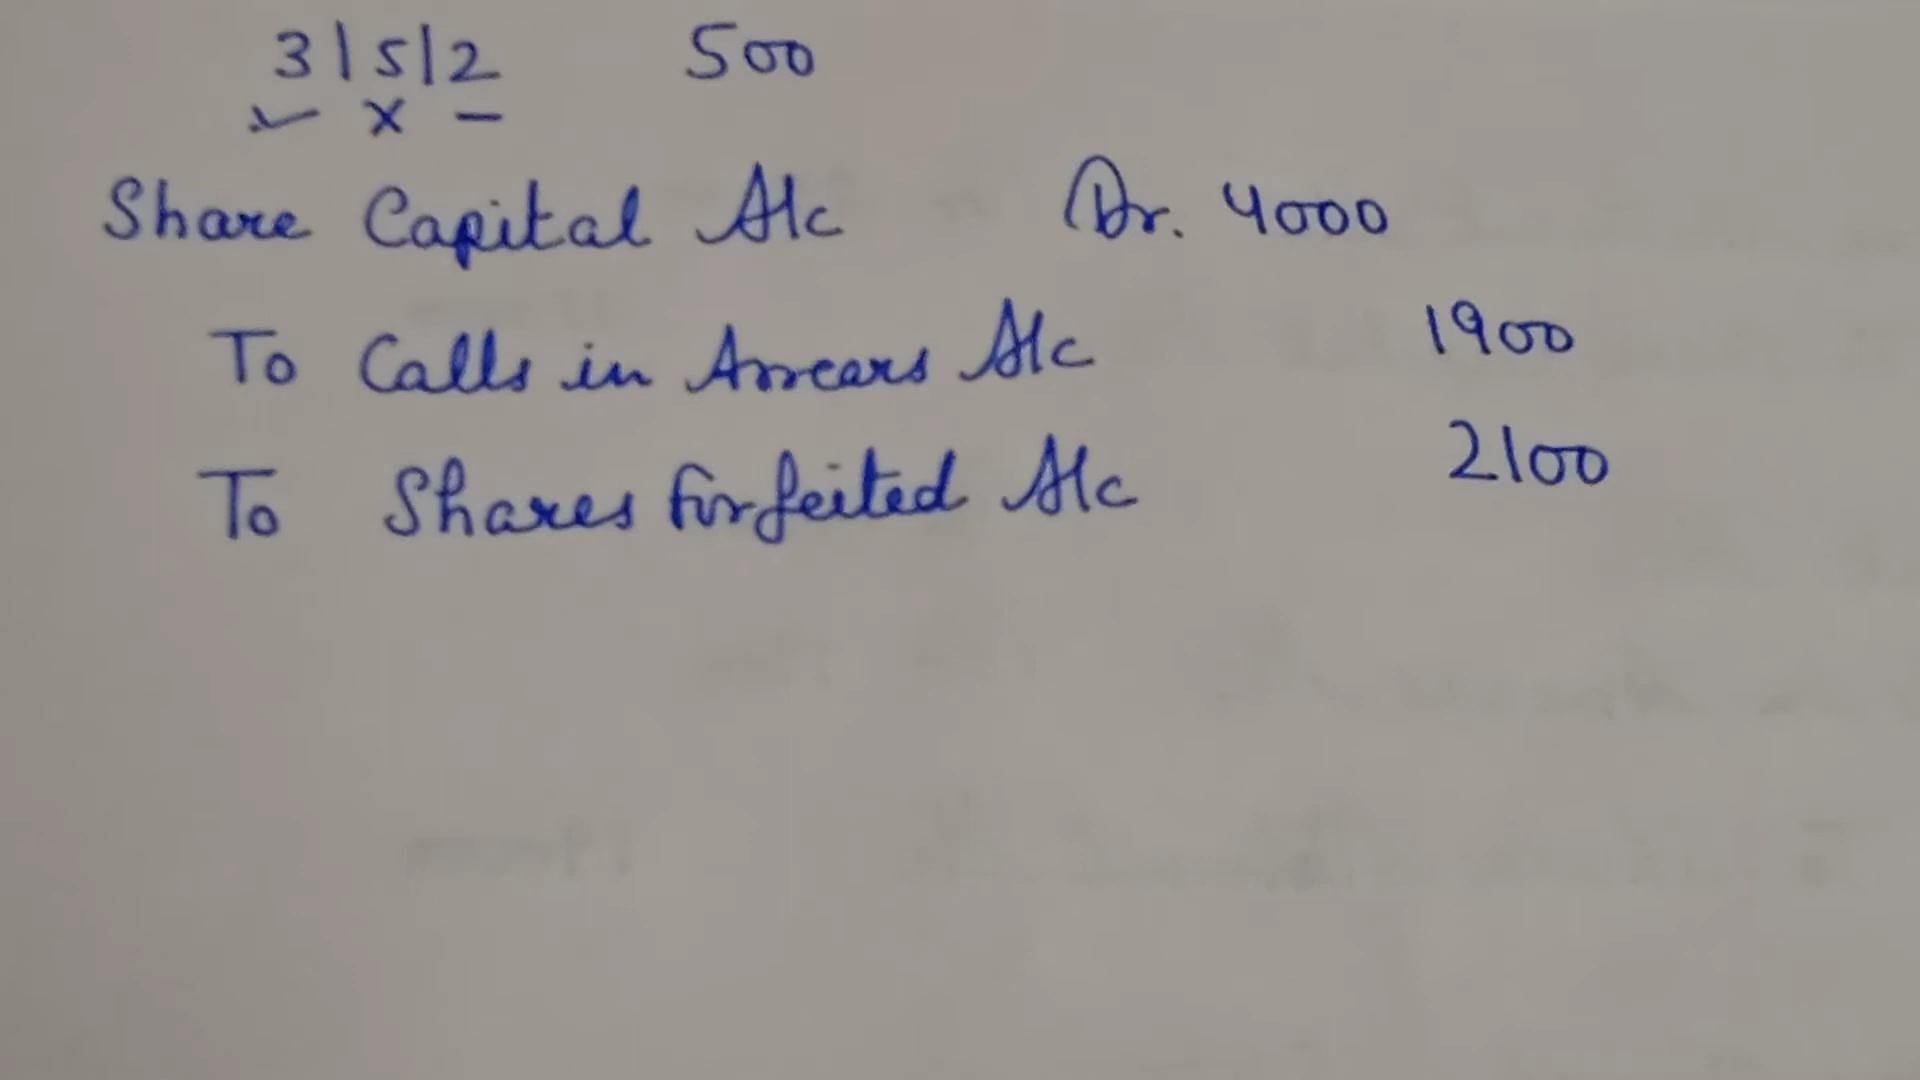 3|5|2 500
✓ X –
Share Capital A/c Dr. 4000
To Calls in Arrears A/c 1900
To Shares Forfeited A/c 2100